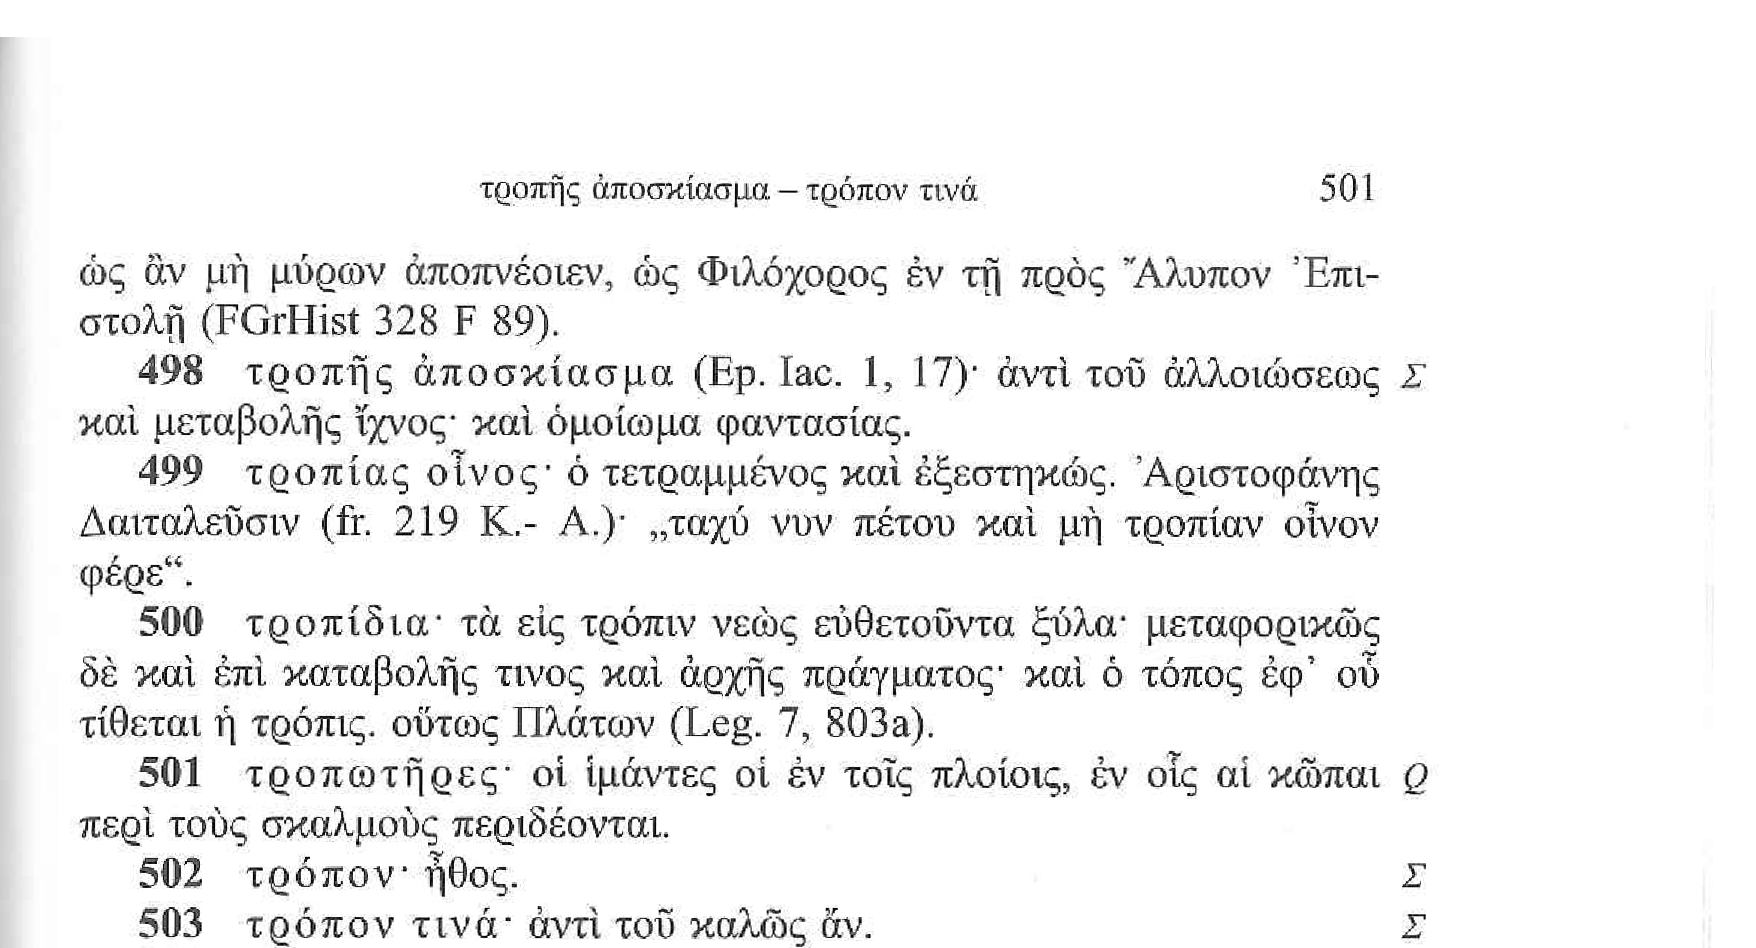 τροπῆς ἀποσκίασμα – τρόπον τινά 501
ὡς ἂν μὴ μύρων ἀποπνέοιεν, ὡς Φιλόχορος ἐν τῇ πρὸς Ἄλυπον Ἐπι-
στολῇ (FGrHist 328 F 89).
498 τροπῆς ἀποσκίασμα (Ep. Iac. 1, 17)· ἀντὶ τοῦ ἀλλοιώσεως Σ
καὶ μεταβολῆς ἴχνος· καὶ ὁμοίωμα φαντασίας.
499 τροπίας οἶνος· ὁ τετραμμένος καὶ ἐξεστηκώς. Ἀριστοφάνης
Δαιταλεῦσιν (fr. 219 K.- A.)· „ταχύ νυν πέτου καὶ μὴ τροπίαν οἶνον
φέρε“.
500 τροπίδια· τὰ εἰς τρόπιν νεὼς εὐθετοῦντα ξύλα· μεταφορικῶς
δὲ καὶ ἐπὶ καταβολῆς τινος καὶ ἀρχῆς πράγματος· καὶ ὁ τόπος ἐφ’ οὗ
τίθεται ἡ τρόπις. οὕτως Πλάτων (Leg. 7, 803a).
501 τροπωτῆρες· οἱ ἱμάντες οἱ ἐν τοῖς πλοίοις, ἐν οἷς αἱ κῶπαι Q
περὶ τοὺς σκαλμοὺς περιδέονται.
502 τρόπον· ἦθος. Σ
503 τρόπον τινά· ἀντὶ τοῦ καλῶς ἄν. Σ